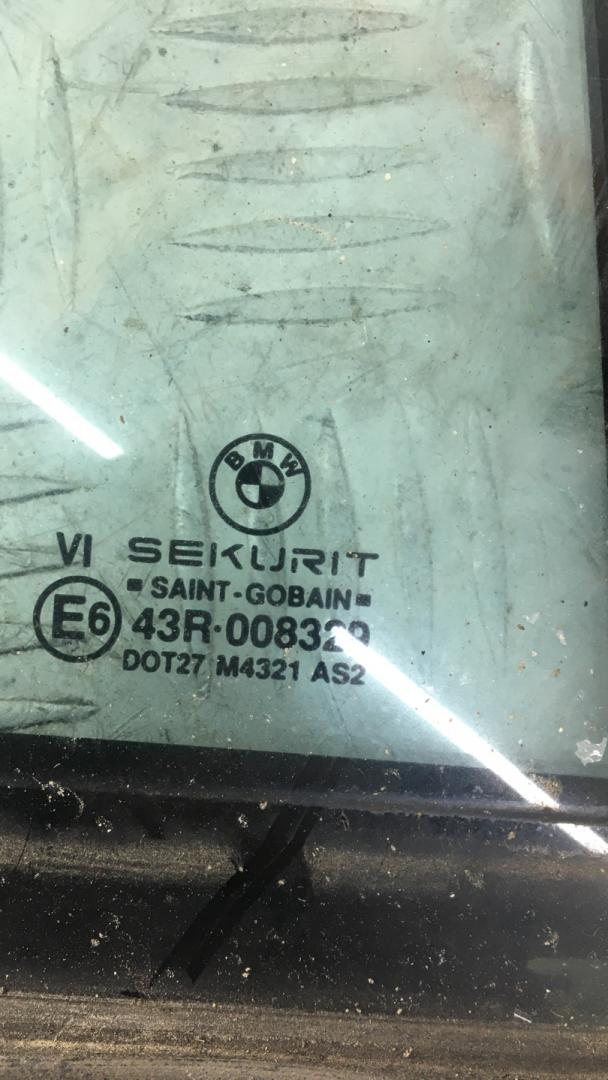 BMW
VI SEKURIT
SAINT-GOBAIN
E6 43R-008329
DOT27 M4321 AS2